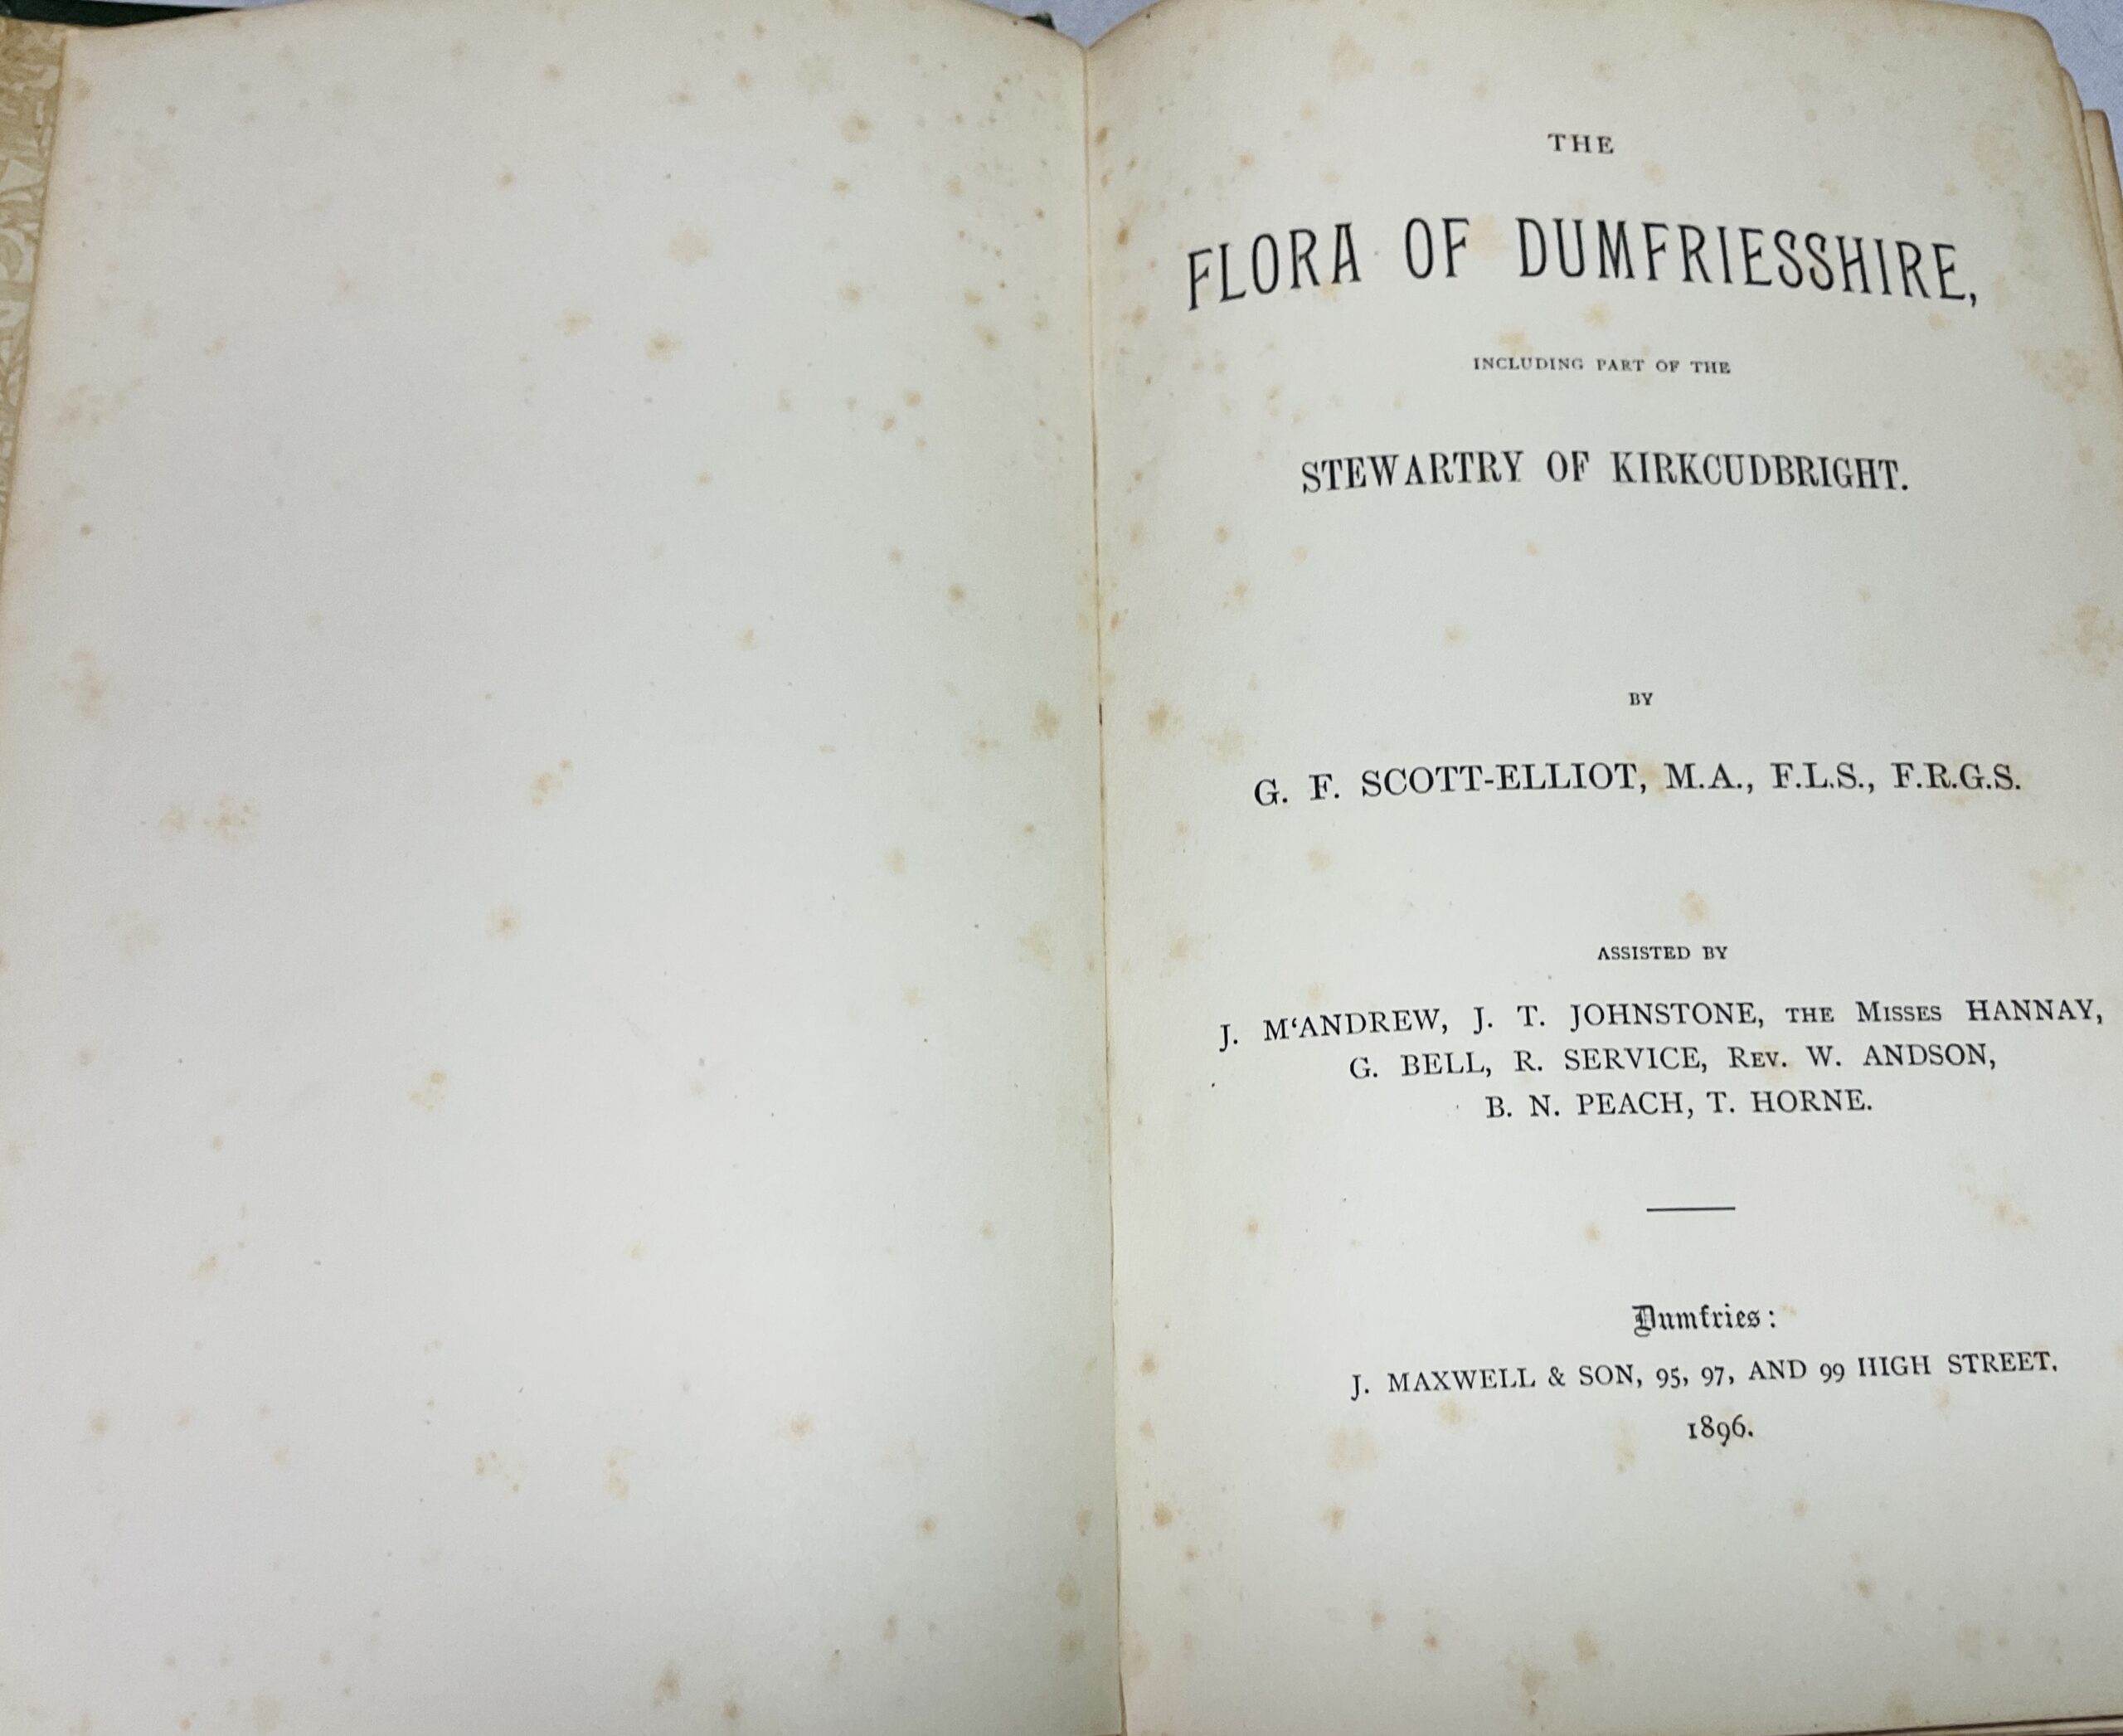 THE
FLORA OF DUMFRIESSHIRE,
INCLUDING PART OF THE
STEWARTRY OF KIRKCUDBRIGHT.
BY
G. F. SCOTT-ELLIOT, M.A., F.L.S., F.R.G.S.
ASSISTED BY
J. M‘ANDREW, J. T. JOHNSTONE, THE MISSES HANNAY,
G. BELL, R. SERVICE, REV. W. ANDSON,
B. N. PEACH, T. HORNE.
Dumfries:
J. MAXWELL & SON, 95, 97, AND 99 HIGH STREET.
1896.